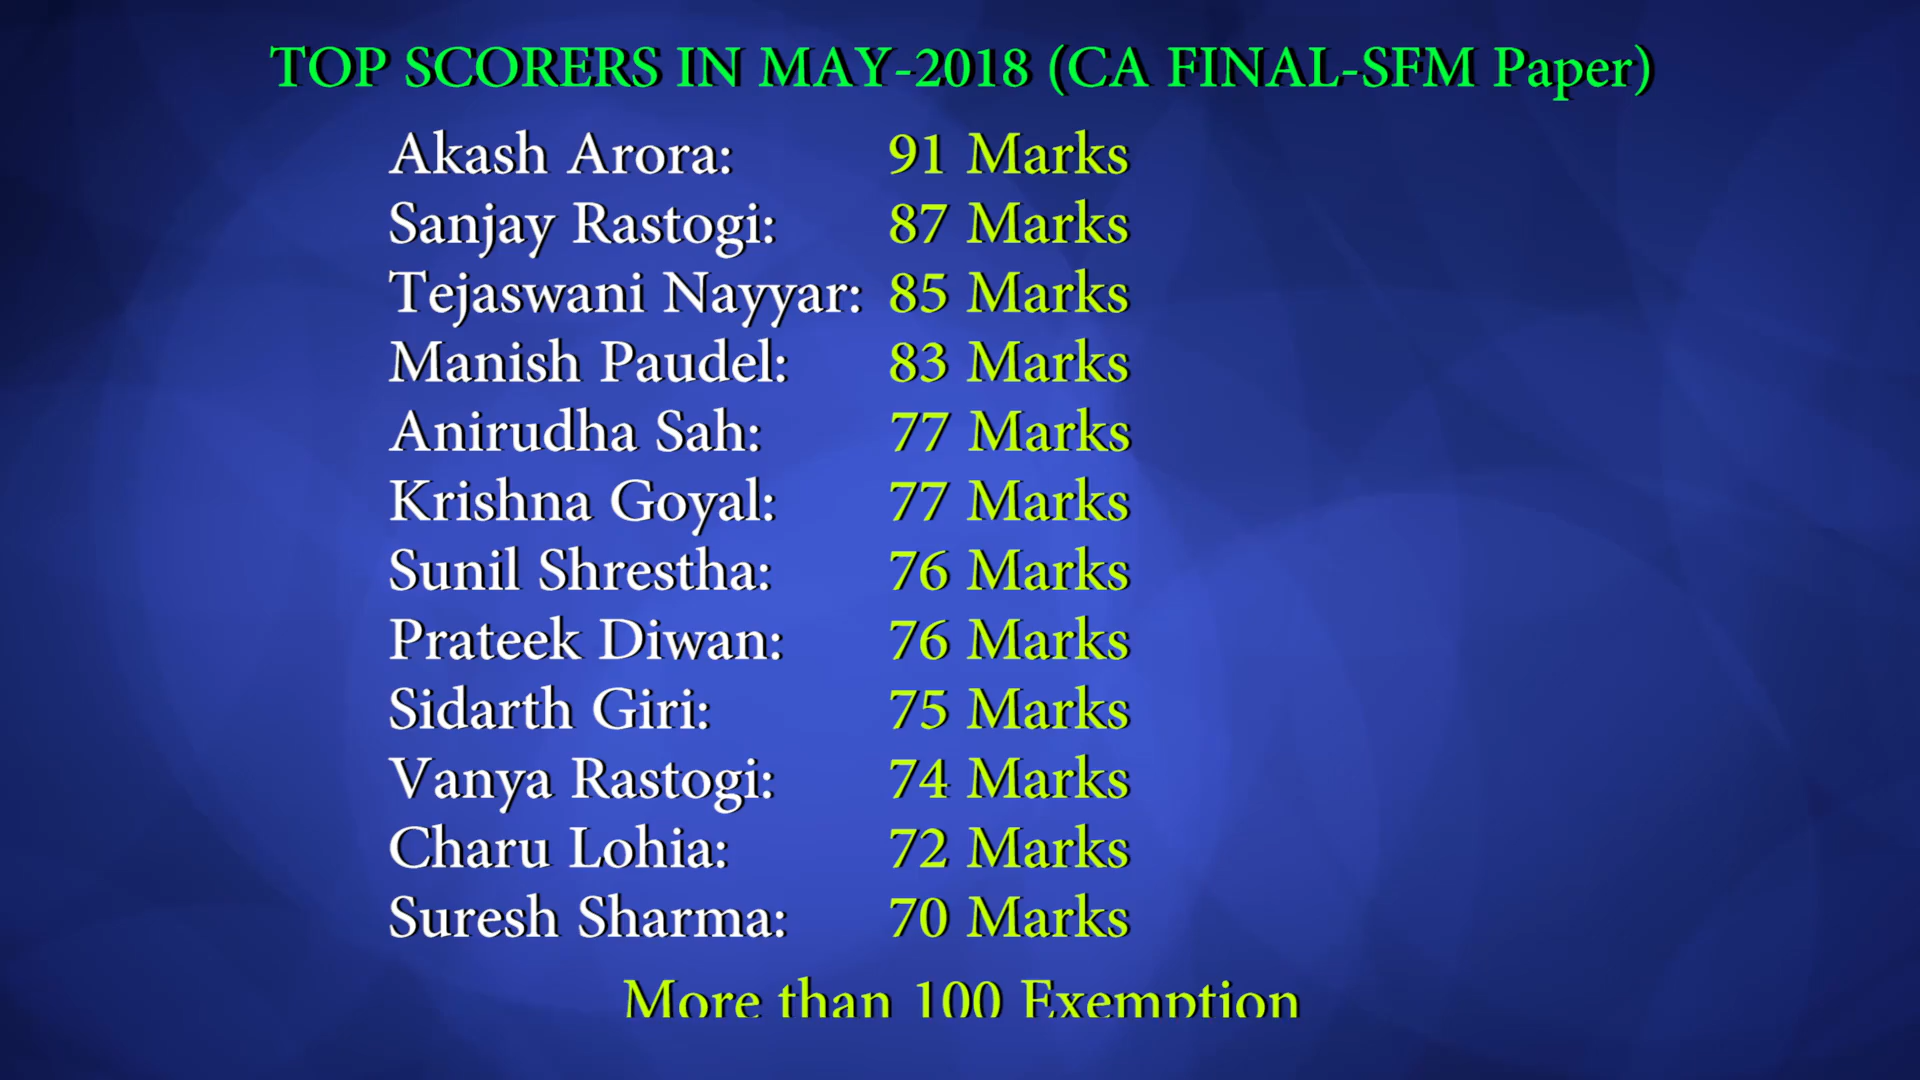 TOP SCORERS IN MAY-2018 (CA FINAL-SFM Paper)
Akash Arora: 91 Marks
Sanjay Rastogi: 87 Marks
Tejaswani Nayyar: 85 Marks
Manish Paudel: 83 Marks
Anirudha Sah: 77 Marks
Krishna Goyal: 77 Marks
Sunil Shrestha: 76 Marks
Prateek Diwan: 76 Marks
Sidarth Giri: 75 Marks
Vanya Rastogi: 74 Marks
Charu Lohia: 72 Marks
Suresh Sharma: 70 Marks
More than 100 Exemption